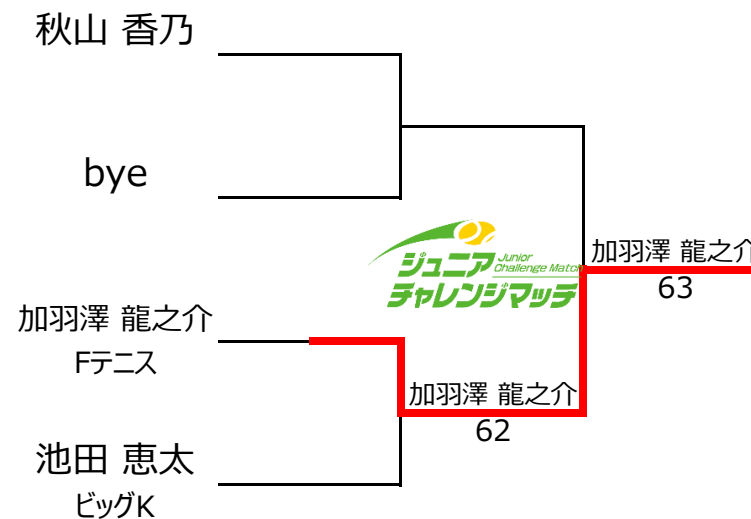 秋山 香乃
bye
ジュニア
Junior
Challenge Match
チャレンジマッチ
加羽澤 龍之介
63
加羽澤 龍之介
Fテニス
加羽澤 龍之介
62
池田 恵太
ビッグK